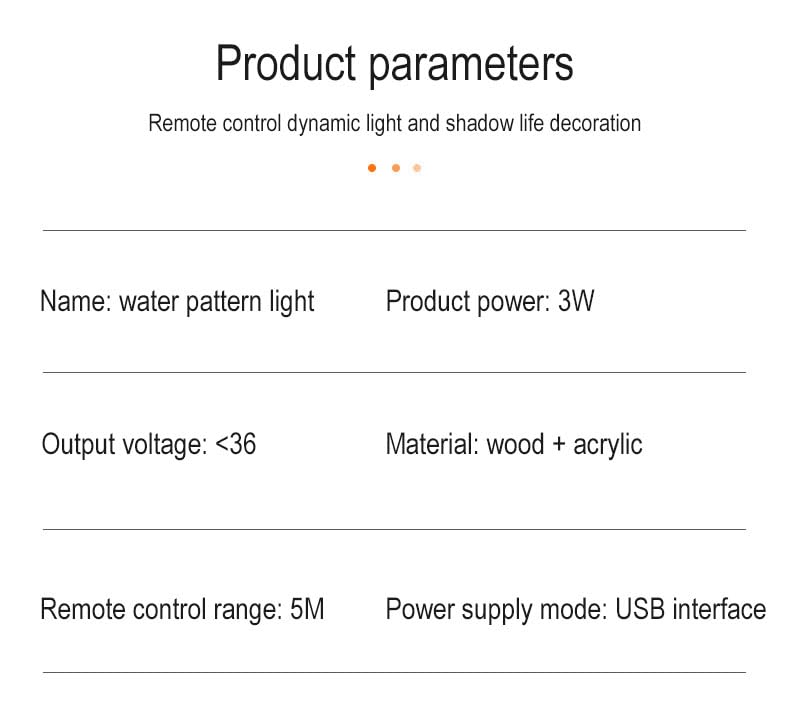 Product parameters
Remote control dynamic light and shadow life decoration
Name: water pattern light
Product power: 3W
Output voltage: <36
Material: wood + acrylic
Remote control range: 5M
Power supply mode: USB interface